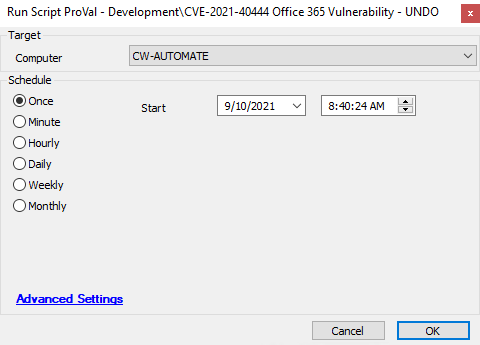 Run Script ProVal - Development\CVE-2021-40444 Office 365 Vulnerability - UNDO x
Target
Computer CW-AUTOMATE
Schedule
Once Start 9/10/2021 8:40:24 AM
Minute
Hourly
Daily
Weekly
Monthly
Advanced Settings
Cancel OK